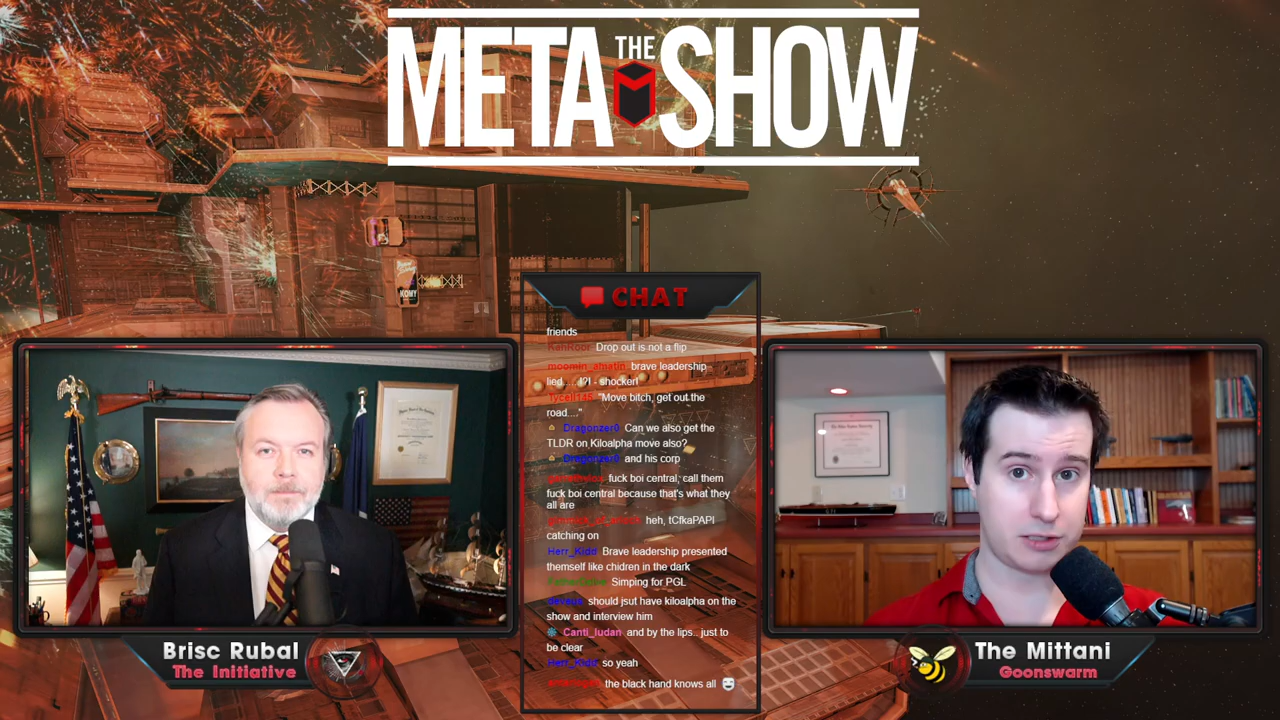 META THE SHOW
KOWY
CHAT
friends
Drop out is not a flip
brave leadership
lied.....!?! - shocker!
"Move bitch, get out the
road...."
Dragonzer0 Can we also get the
TLDR on Kiloalpha move also?
Dragonzer0 and his corp
fuck boi central, call them
fuck boi central because that's what they
all are
heh, tCfkaPAPI
catching on
Herr_Kidd Brave leadership presented
themself like chidren in the dark
Simping for PGL
should jsut have kiloalpha on the
show and interview him
Canti_ludan and by the lips.. just to
be clear
Herr_Kidd so yeah
the black hand knows all
Brisc Rubal
The Initiative
The Mittani
Goonswarm